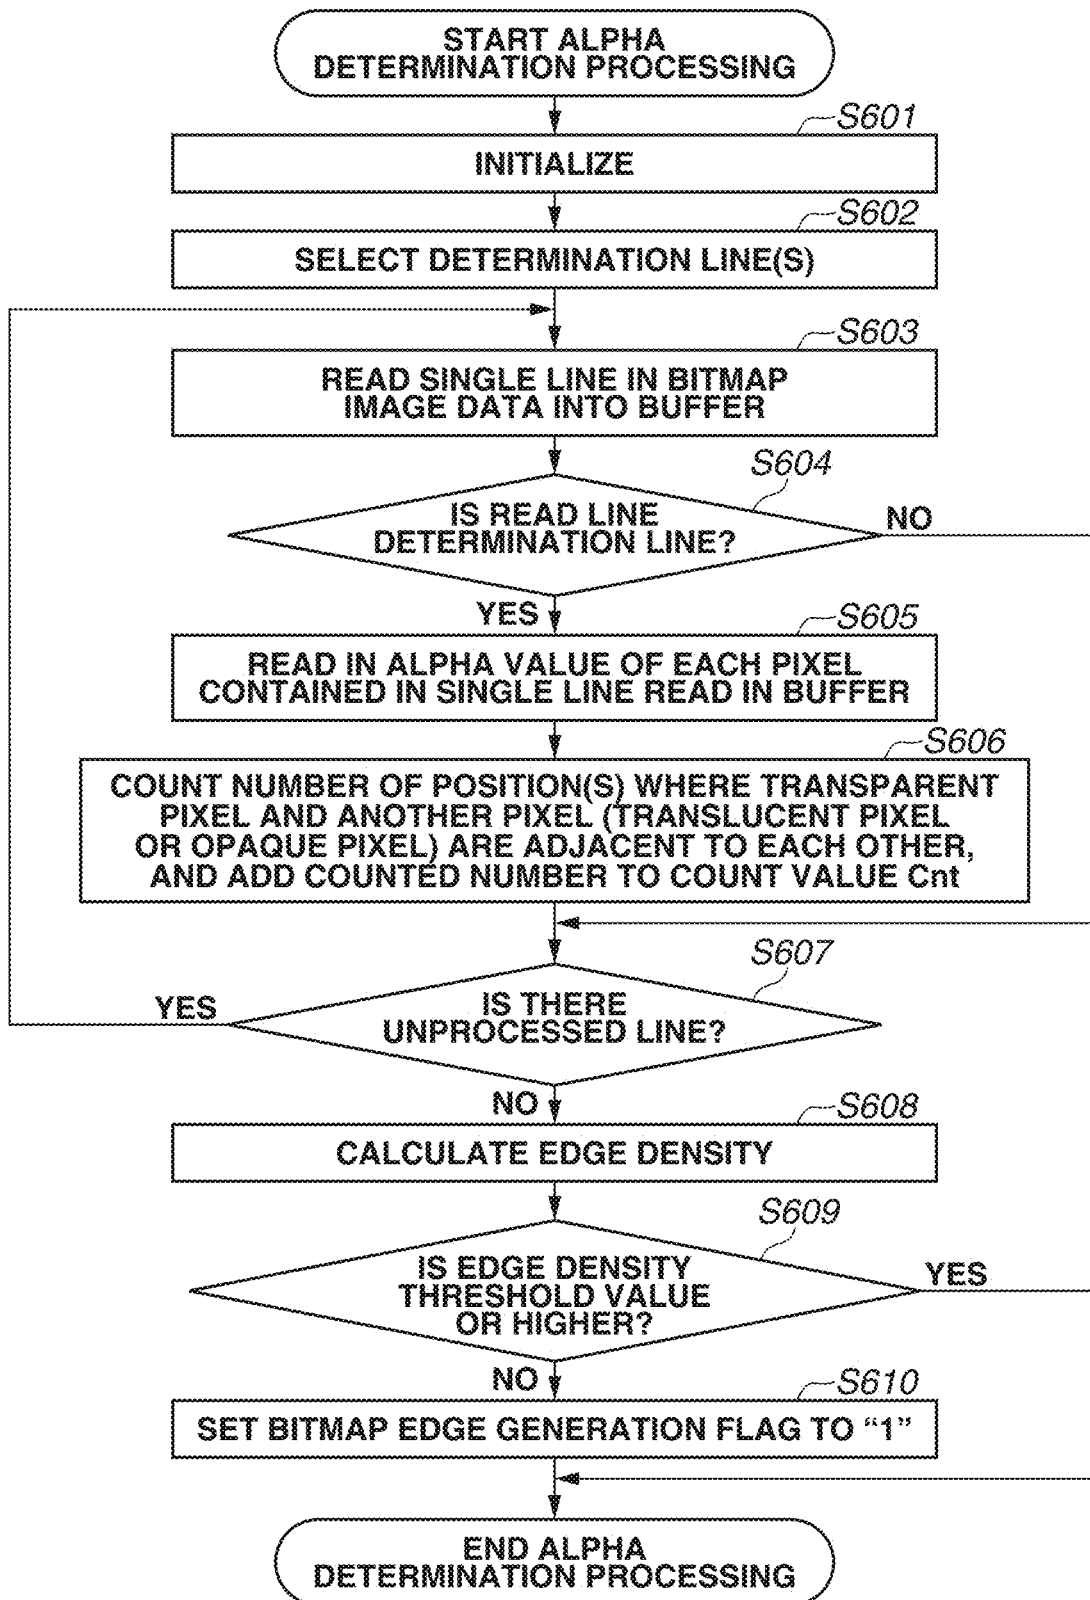 START ALPHA
DETERMINATION PROCESSING
S601
INITIALIZE
S602
SELECT DETERMINATION LINE(S)
S603
READ SINGLE LINE IN BITMAP
IMAGE DATA INTO BUFFER
S604
IS READ LINE
DETERMINATION LINE?
NO
YES
S605
READ IN ALPHA VALUE OF EACH PIXEL
CONTAINED IN SINGLE LINE READ IN BUFFER
S606
COUNT NUMBER OF POSITION(S) WHERE TRANSPARENT
PIXEL AND ANOTHER PIXEL (TRANSLUCENT PIXEL
OR OPAQUE PIXEL) ARE ADJACENT TO EACH OTHER,
AND ADD COUNTED NUMBER TO COUNT VALUE Cnt
S607
YES
IS THERE
UNPROCESSED LINE?
NO
S608
CALCULATE EDGE DENSITY
S609
IS EDGE DENSITY
THRESHOLD VALUE
OR HIGHER?
YES
NO
S610
SET BITMAP EDGE GENERATION FLAG TO “1”
END ALPHA
DETERMINATION PROCESSING